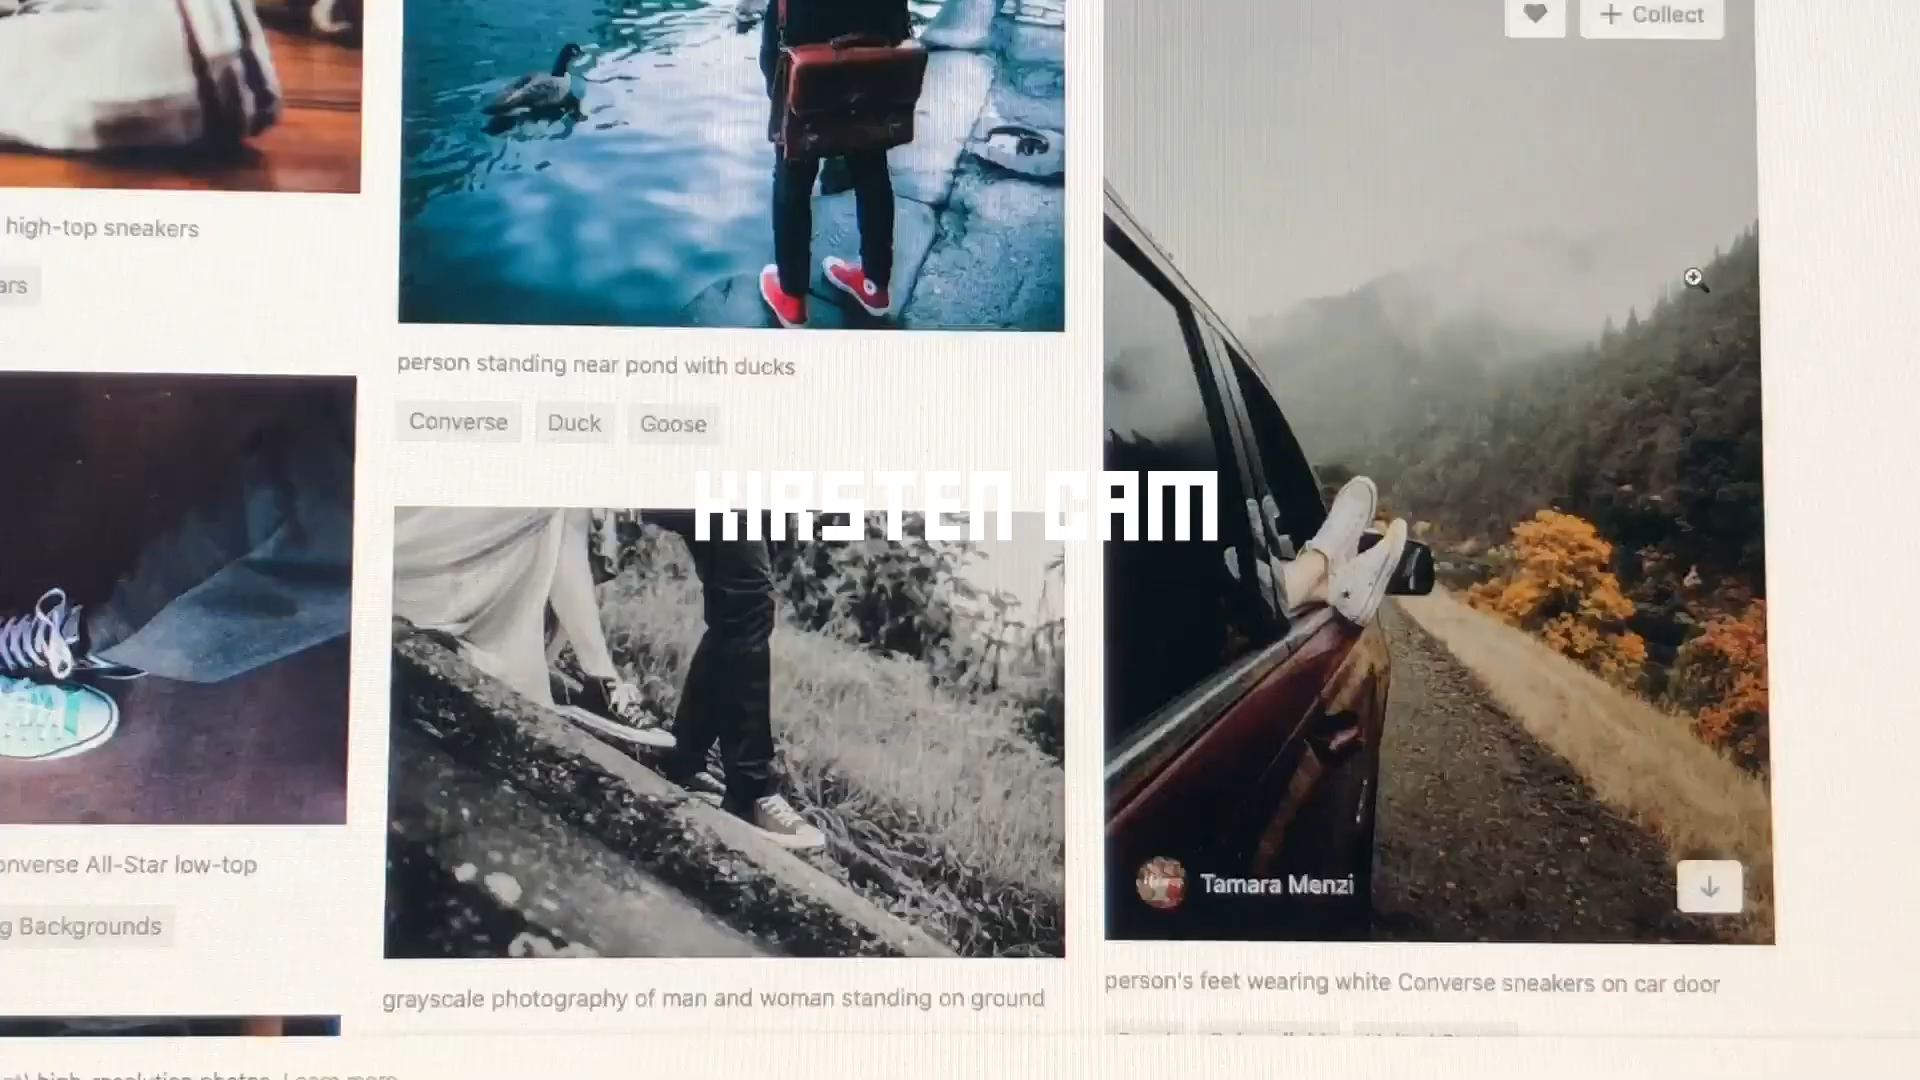 + Collect
high-top sneakers
person standing near pond with ducks
Converse
Duck
Goose
KIRSTEN CAM
onverse All-Star low-top
g Backgrounds
Tamara Menzi
grayscale photography of man and woman standing on ground
person's feet wearing white Converse sneakers on car door